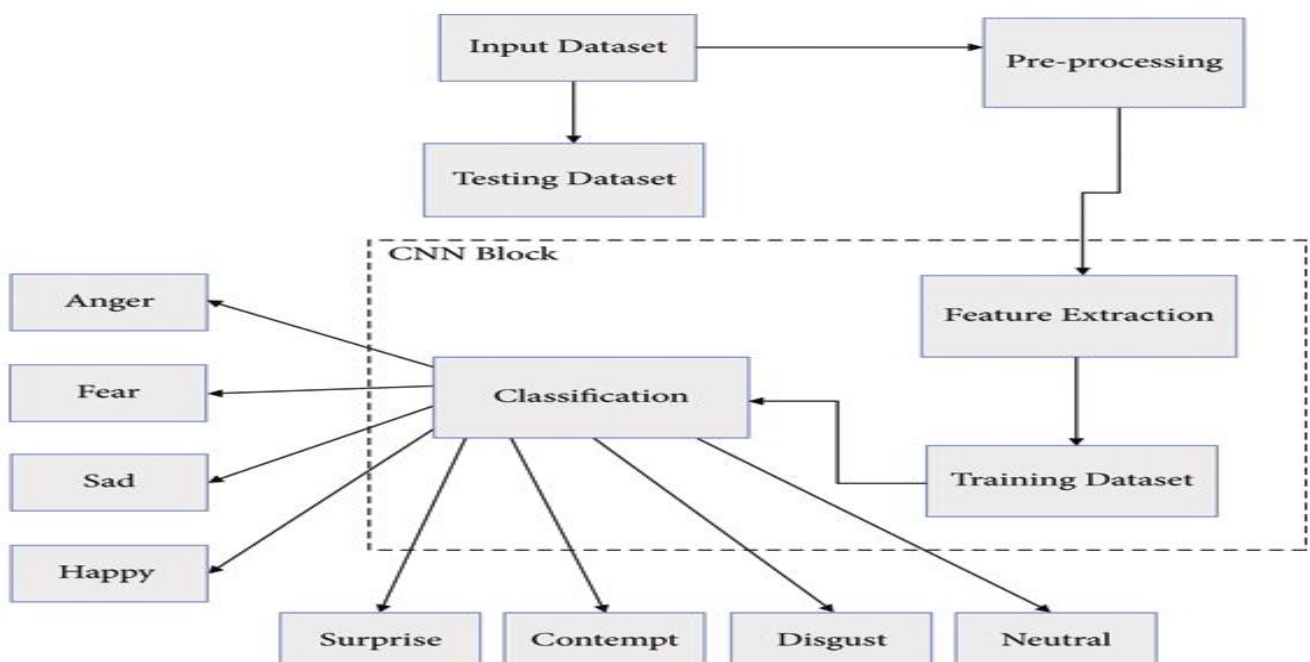 Input Dataset
Pre-processing
Testing Dataset
CNN Block
Feature Extraction
Classification
Training Dataset
Anger
Fear
Sad
Happy
Surprise
Contempt
Disgust
Neutral